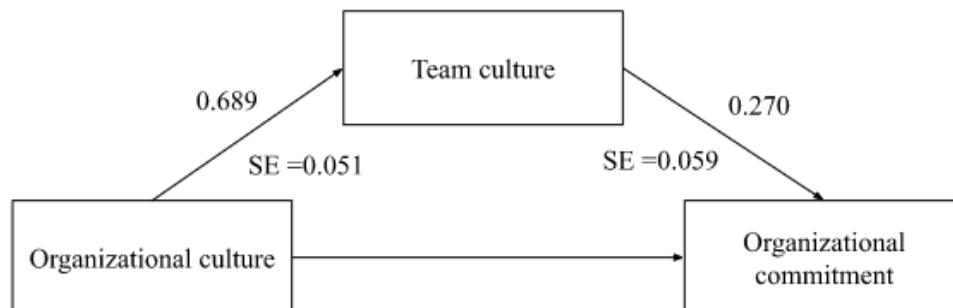 Team culture
0.689
0.270
SE =0.051
SE =0.059
Organizational culture
Organizational
commitment